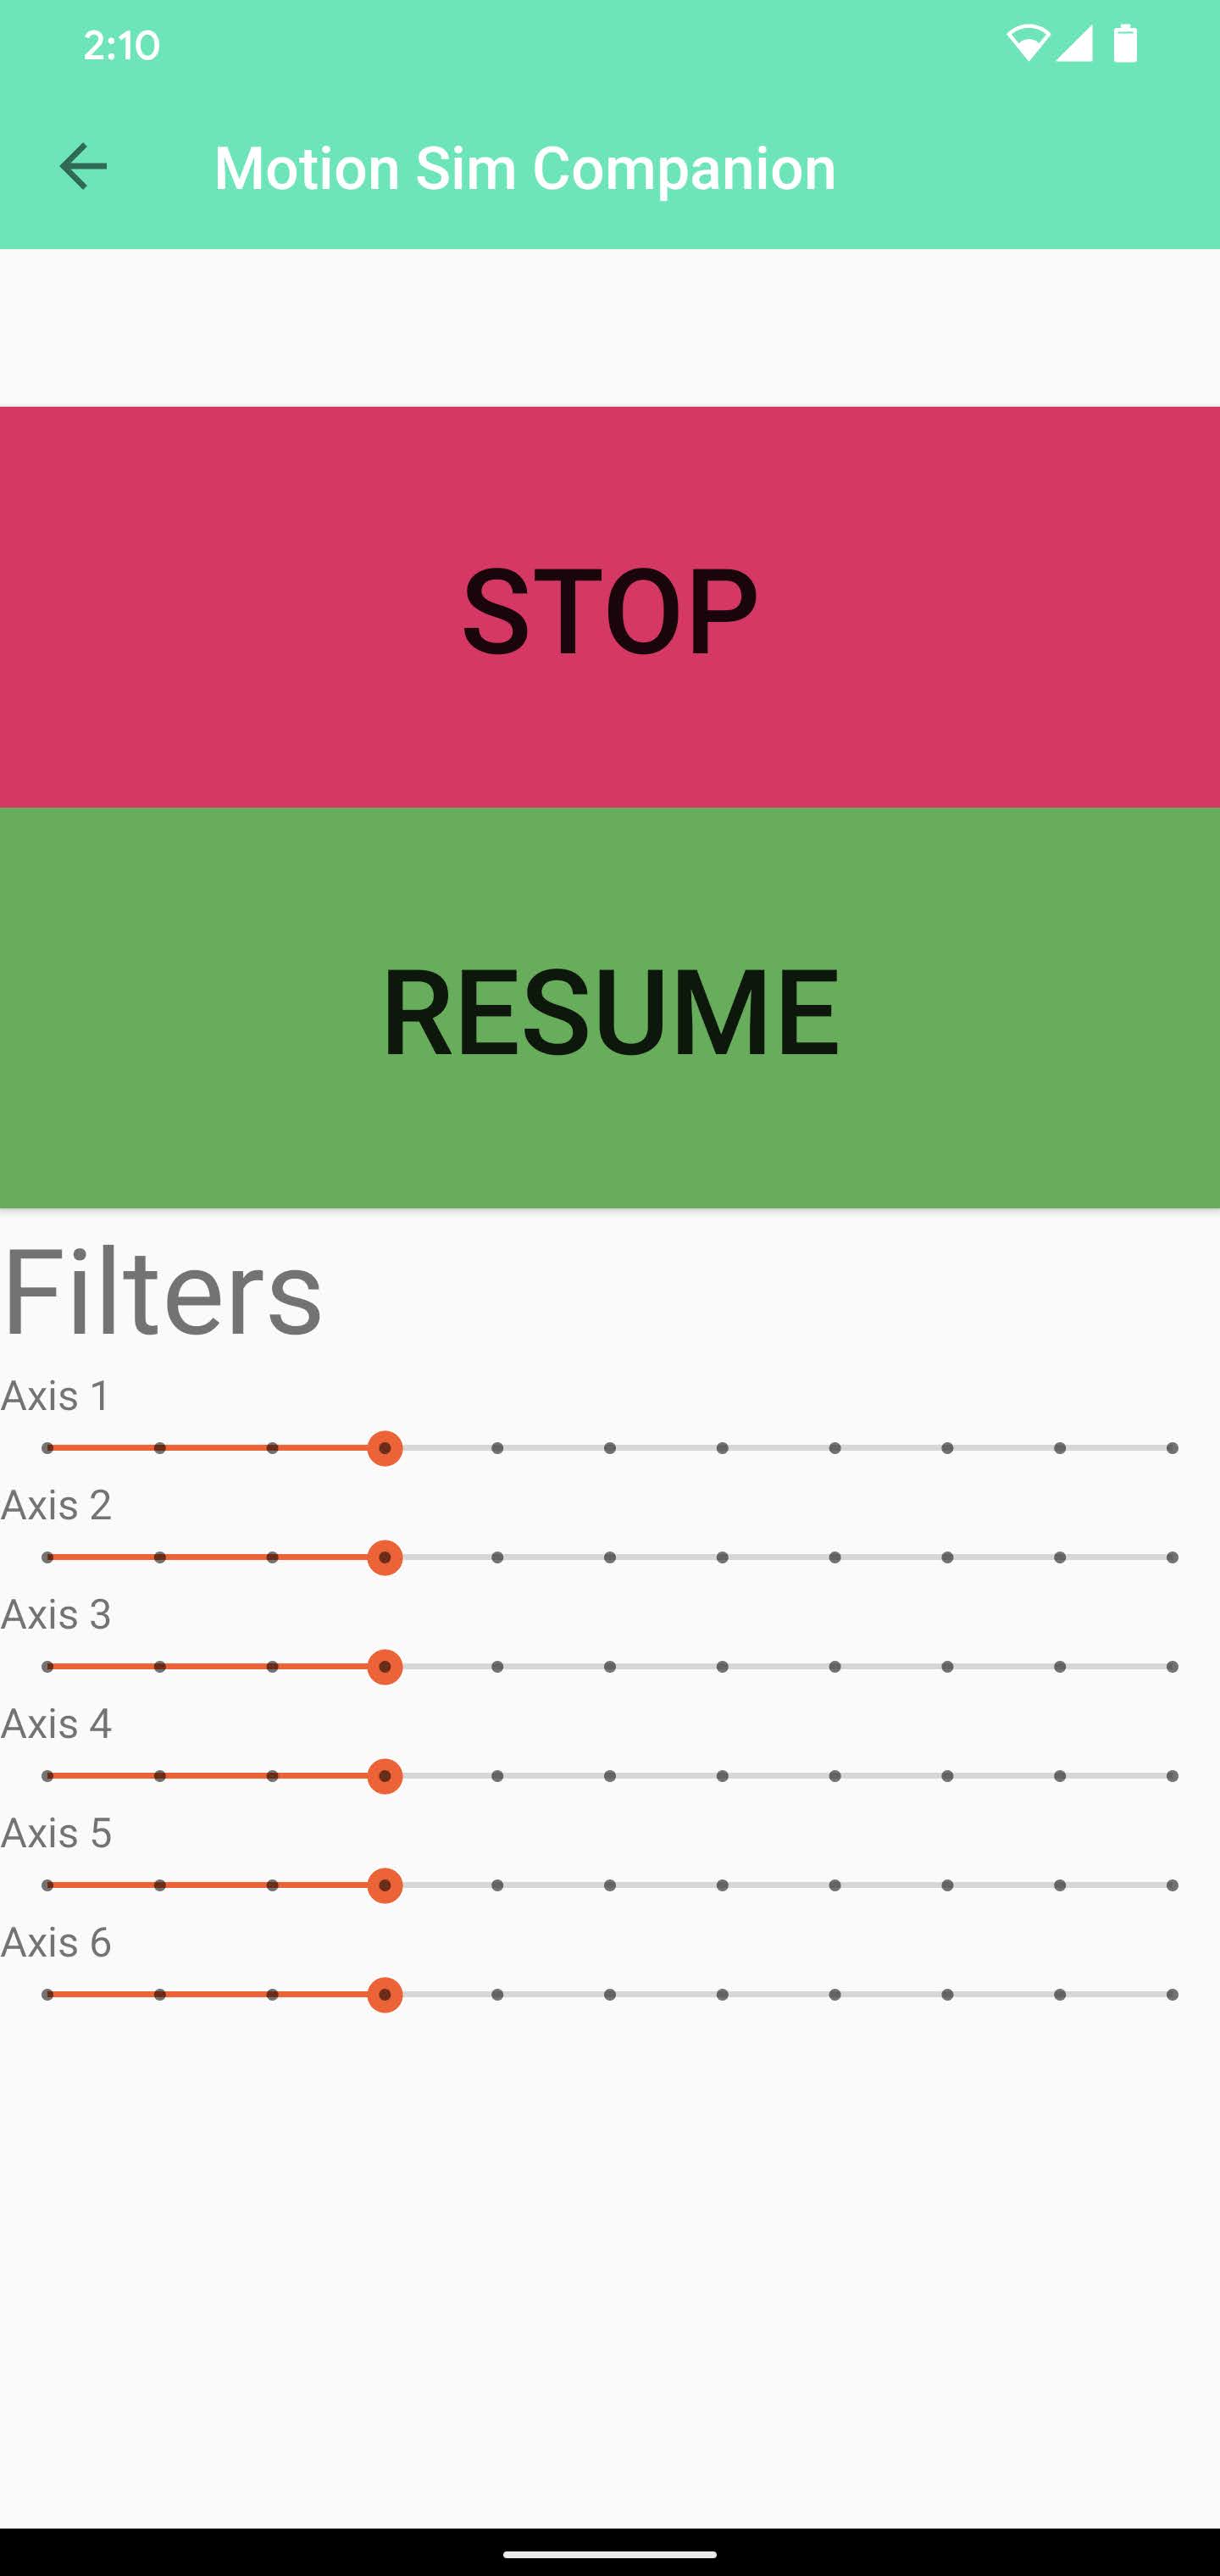 2:10
Motion Sim Companion
STOP
RESUME
Filters
Axis 1
Axis 2
Axis 3
Axis 4
Axis 5
Axis 6